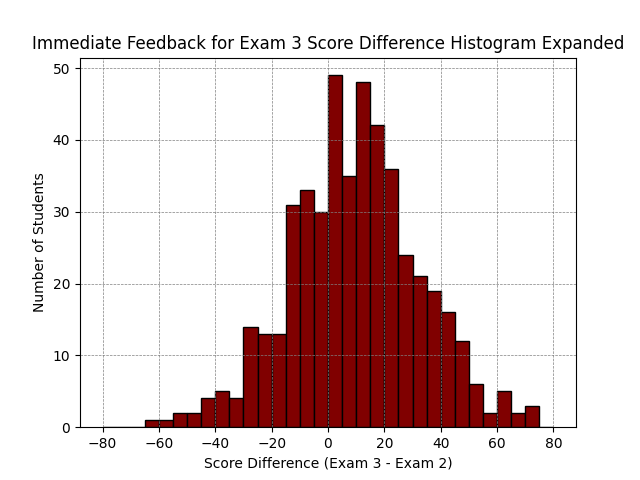 Immediate Feedback for Exam 3 Score Difference Histogram Expanded
50
40
30
20
10
0
Number of Students
−80 −60 −40 −20 0 20 40 60 80
Score Difference (Exam 3 - Exam 2)